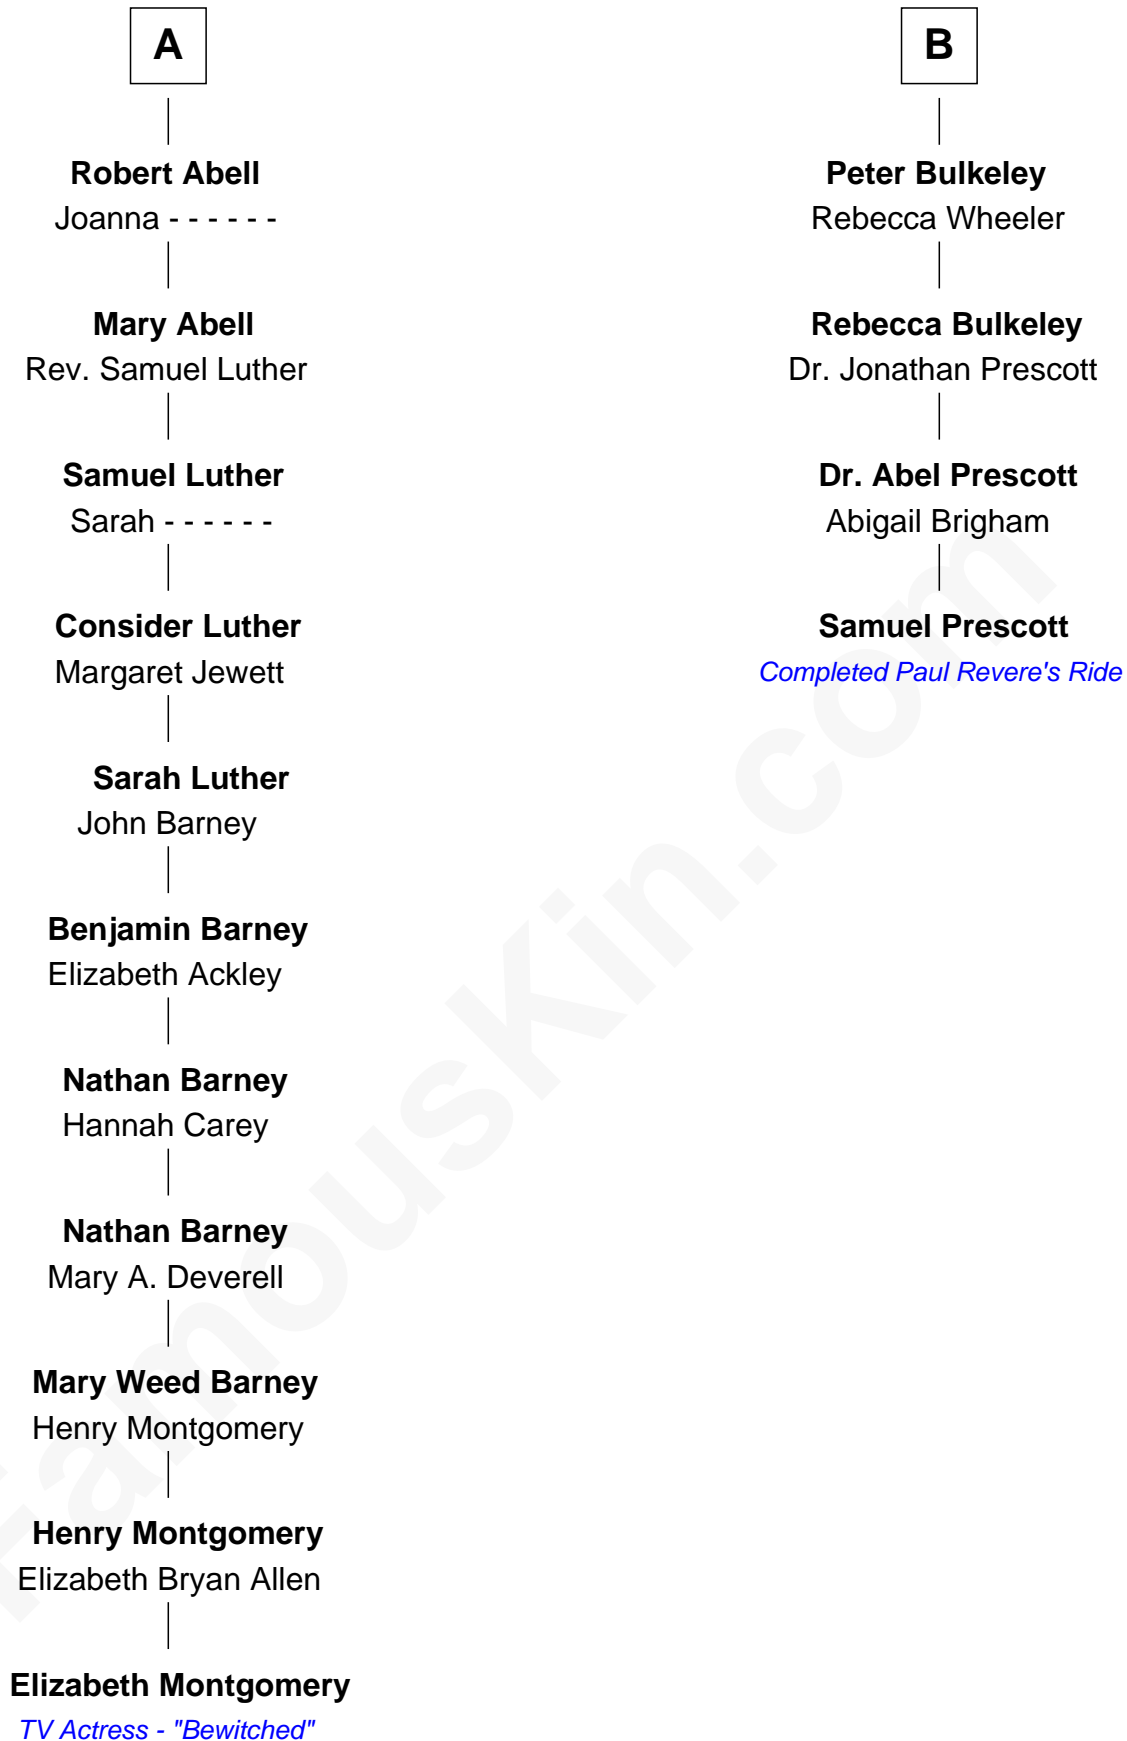 A
Robert Abell
Joanna - - - - - -
Mary Abell
Rev. Samuel Luther
Samuel Luther
Sarah - - - - - -
Consider Luther
Margaret Jewett
Sarah Luther
John Barney
Benjamin Barney
Elizabeth Ackley
Nathan Barney
Hannah Carey
Nathan Barney
Mary A. Deverell
Mary Weed Barney
Henry Montgomery
Henry Montgomery
Elizabeth Bryan Allen
Elizabeth Montgomery
TV Actress - "Bewitched"
B
Peter Bulkeley
Rebecca Wheeler
Rebecca Bulkeley
Dr. Jonathan Prescott
Dr. Abel Prescott
Abigail Brigham
Samuel Prescott
Completed Paul Revere's Ride
FamousKin.com